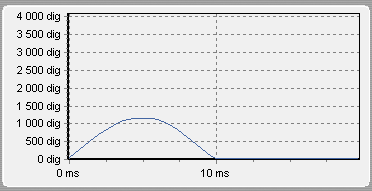 4 000 dig
3 500 dig
3 000 dig
2 500 dig
2 000 dig
1 500 dig
1 000 dig
500 dig
0 dig
0 ms
10 ms